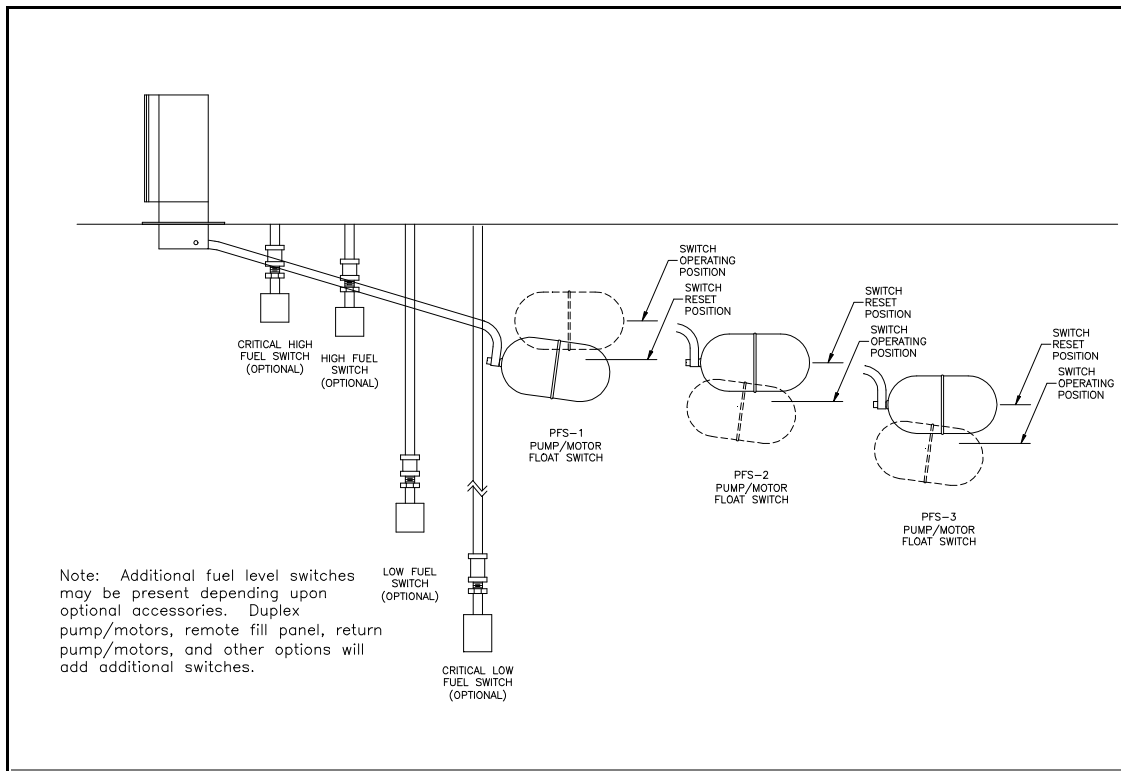 SWITCH
OPERATING
POSITION
SWITCH
RESET
POSITION
SWITCH
RESET
POSITION
SWITCH
OPERATING
POSITION
SWITCH
RESET
POSITION
SWITCH
OPERATING
POSITION
CRITICAL HIGH
FUEL SWITCH
(OPTIONAL)
HIGH FUEL
SWITCH
(OPTIONAL)
PFS-1
PUMP/MOTOR
FLOAT SWITCH
PFS-2
PUMP/MOTOR
FLOAT SWITCH
PFS-3
PUMP/MOTOR
FLOAT SWITCH
LOW FUEL
SWITCH
(OPTIONAL)
CRITICAL LOW
FUEL SWITCH
(OPTIONAL)
Note: Additional fuel level switches
may be present depending upon
optional accessories. Duplex
pump/motors, remote fill panel, return
pump/motors, and other options will
add additional switches.